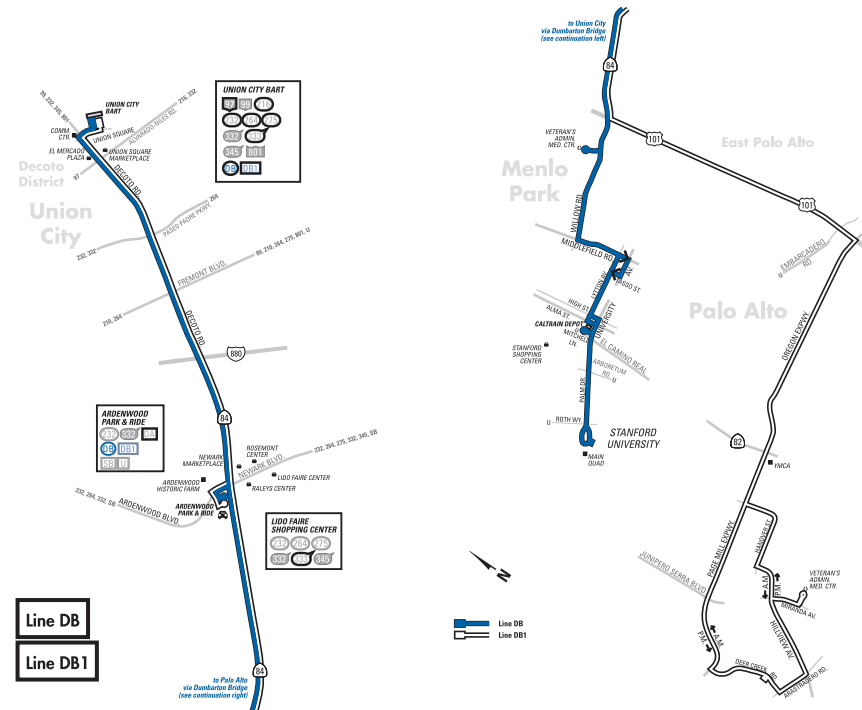 99, 232, 345, 801
UNION CITY
BART
216, 332
COMM.
CTR.
UNION SQUARE
ALVARADO-NILES RD.
EL MERCADO
PLAZA
UNION SQUARE
MARKETPLACE
97
DECOTO RD.
Decoto
District
Union
City
UNION CITY BART
97 99 216
232 264 275
332 333
345 801
DB DB1
264
PASEO PADRE PKWY.
232, 332
99, 210, 264, 275, 801, U
FREMONT BLVD.
210, 264
DECOTO RD.
880
84
ARDENWOOD
PARK & RIDE
232 332 DA
DB DB1
SB U
ROSEMONT
CENTER
NEWARK
MARKETPLACE
232, 264, 275, 332, 345, SB
NEWARK BLVD.
LIDO FAIRE CENTER
RALEYS CENTER
ARDENWOOD
HISTORIC FARM
232, 264, 332, SB
ARDENWOOD BLVD.
ARDENWOOD
PARK & RIDE
LIDO FAIRE
SHOPPING CENTER
232 264 275
332 333 345
Line DB
Line DB1
84
to Palo Alto
via Dumbarton Bridge
(see continuation right)
to Union City
via Dumbarton Bridge
(see continuation left)
84
VETERAN'S
ADMIN.
MED. CTR.
101
East Palo Alto
Menlo
Park
101
WILLOW RD.
MIDDLEFIELD RD.
EMBARCADERO
RD.
U
LYTTON AV.
TASSO ST.
AV.
UNIVERSITY
HIGH ST.
ALMA ST.
CALTRAIN DEPOT
U
MITCHELL
LN.
EL CAMINO REAL
Palo Alto
STANFORD
SHOPPING
CENTER
ARBORETUM
RD. U
PALM DR.
OREGON EXPWY.
U
ROTH WY.
STANFORD
UNIVERSITY
MAIN
QUAD
82
YMCA
N
PAGE MILL EXPWY.
HANOVER ST.
JUNIPERO SERRA BLVD.
VETERAN'S
ADMIN.
MED. CTR.
A.M.
P.M.
MIRANDA AV.
HILLVIEW AV.
P.M.
A.M.
DEER CREEK RD.
ARASTRADERO RD.
Line DB
Line DB1